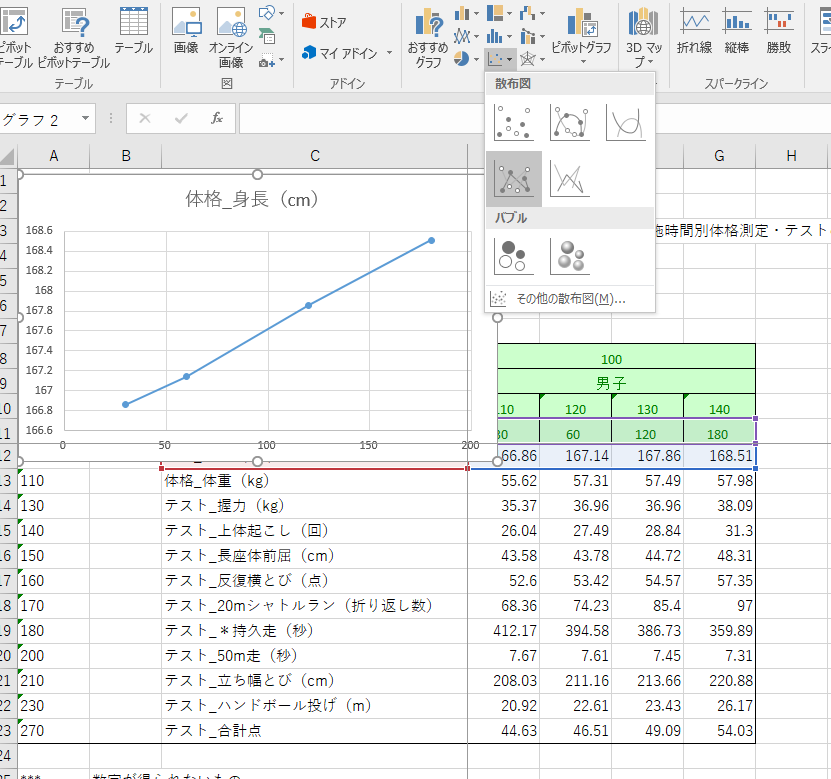 ピボット
テーブル
おすすめ
ピボットテーブル
テーブル
テーブル
画像
オンライン
画像
図
ストア
マイ アドイン
アドイン
おすすめ
グラフ
ピボットグラフ
3D マッ
プ
折れ線
縦棒
勝敗
スパークライン
グラフ 2
fx
散布図
バブル
その他の散布図(M)...
A B C G H
1
2
3 施時間別体格測定・テスト
4
5
6
7
体格_身長（cm）
168.6
168.4
168.2
168
167.8
167.6
167.4
167.2
167
166.8
166.6
0 50 100 150 200
8 100
9 男子
10 110 120 130 140
11 30 60 120 180
12 166.86 167.14 167.86 168.51
13 110 体格_体重（kg） 55.62 57.31 57.49 57.98
14 130 テスト_握力（kg） 35.37 36.96 36.96 38.09
15 140 テスト_上体起こし（回） 26.04 27.49 28.84 31.3
16 150 テスト_長座体前屈（cm） 43.58 43.78 44.72 48.31
17 160 テスト_反復横とび（点） 52.6 53.42 54.57 57.35
18 170 テスト_20mシャトルラン（折り返し数） 68.36 74.23 85.4 97
19 180 テスト_＊持久走（秒） 412.17 394.58 386.73 359.89
20 200 テスト_50m走（秒） 7.67 7.61 7.45 7.31
21 210 テスト_立ち幅とび（cm） 208.03 211.16 213.66 220.88
22 230 テスト_ハンドボール投げ（m） 20.92 22.61 23.43 26.17
23 270 テスト_合計点 44.63 46.51 49.09 54.03
24
25 *** 数字が得られないもの